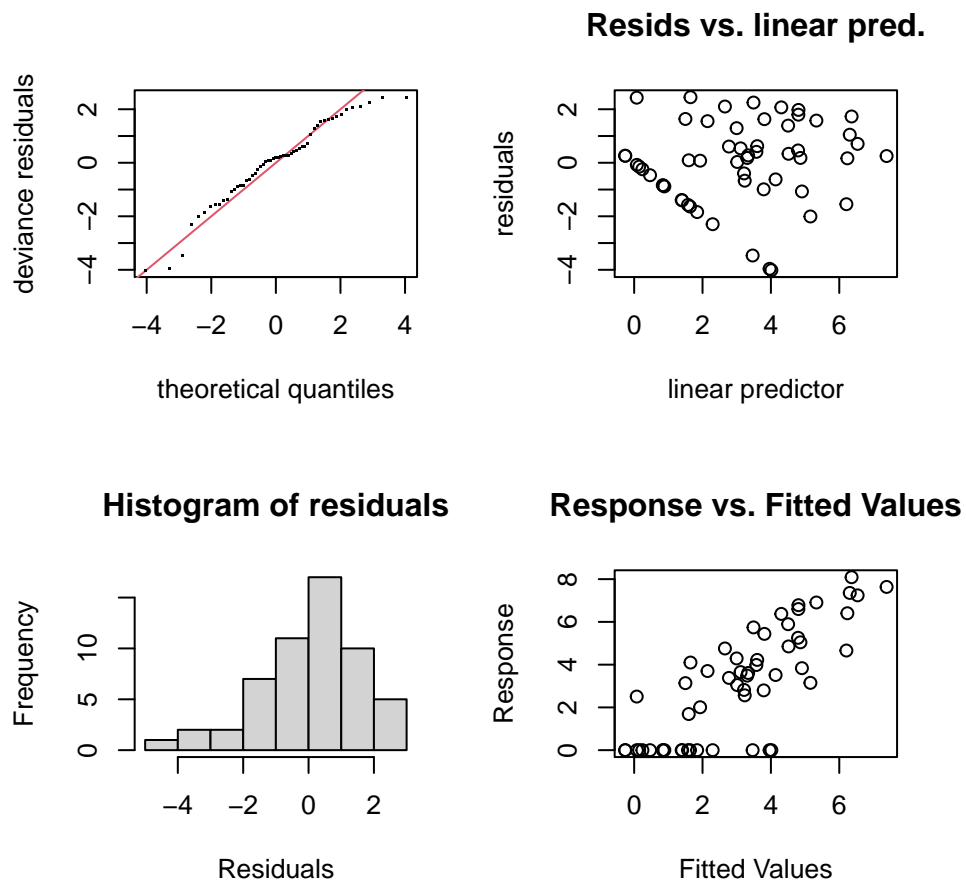 deviance residuals
2
0
−2
−4
−4 −2 0 2 4
theoretical quantiles
Resids vs. linear pred.
residuals
2
0
−2
−4
0 2 4 6
linear predictor
Histogram of residuals
Frequency
10
5
0
−4 −2 0 2
Residuals
Response vs. Fitted Values
Response
8
6
4
2
0
0 2 4 6
Fitted Values